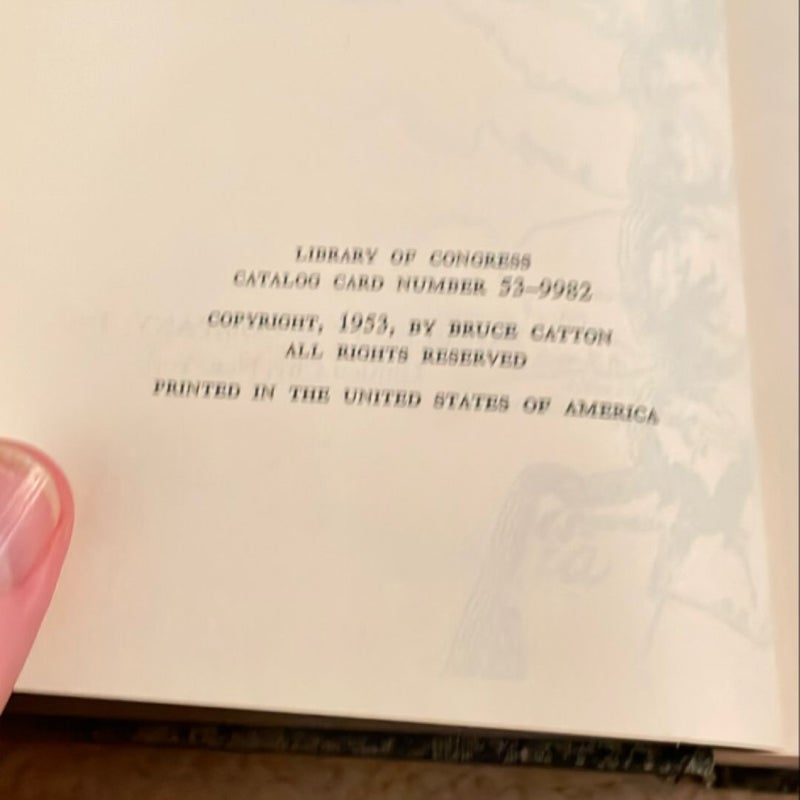 LIBRARY OF CONGRESS
CATALOG CARD NUMBER 53–9982
COPYRIGHT, 1953, BY BRUCE CATTON
ALL RIGHTS RESERVED
PRINTED IN THE UNITED STATES OF AMERICA